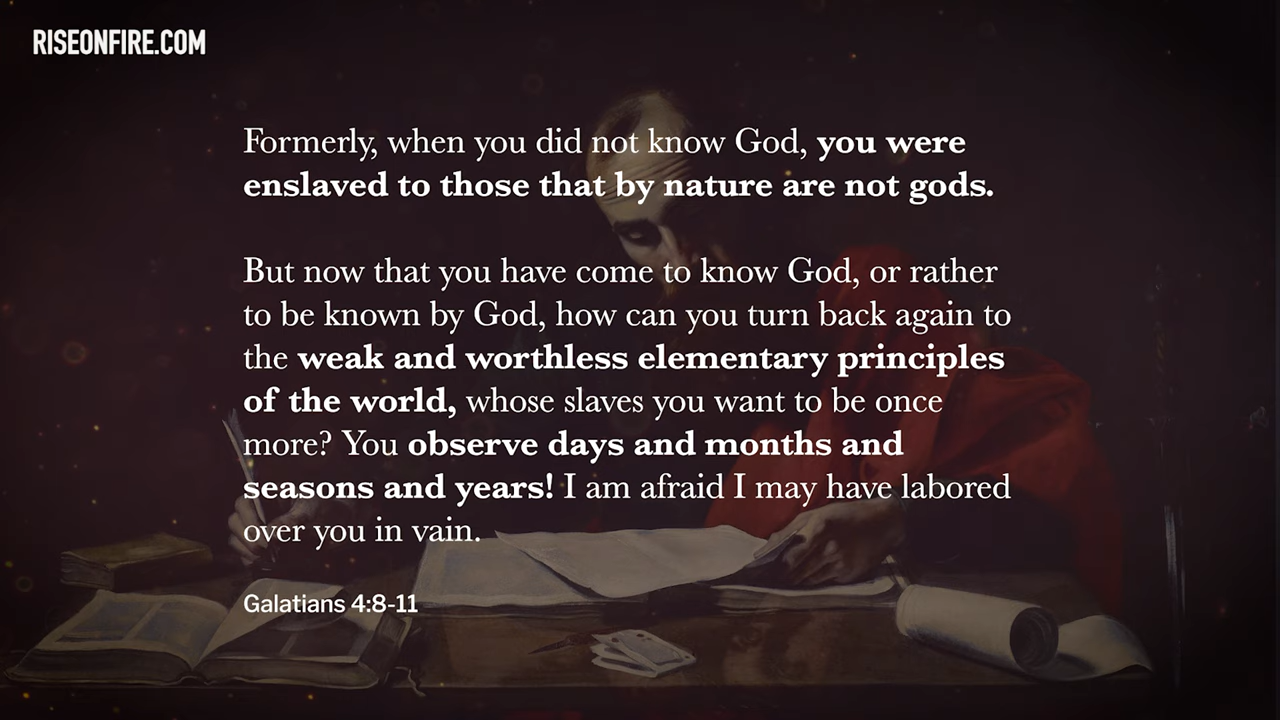 RISEONFIRE.COM
Formerly, when you did not know God, you were
enslaved to those that by nature are not gods.
But now that you have come to know God, or rather
to be known by God, how can you turn back again to
the weak and worthless elementary principles
of the world, whose slaves you want to be once
more? You observe days and months and
seasons and years! I am afraid I may have labored
over you in vain.
Galatians 4:8-11